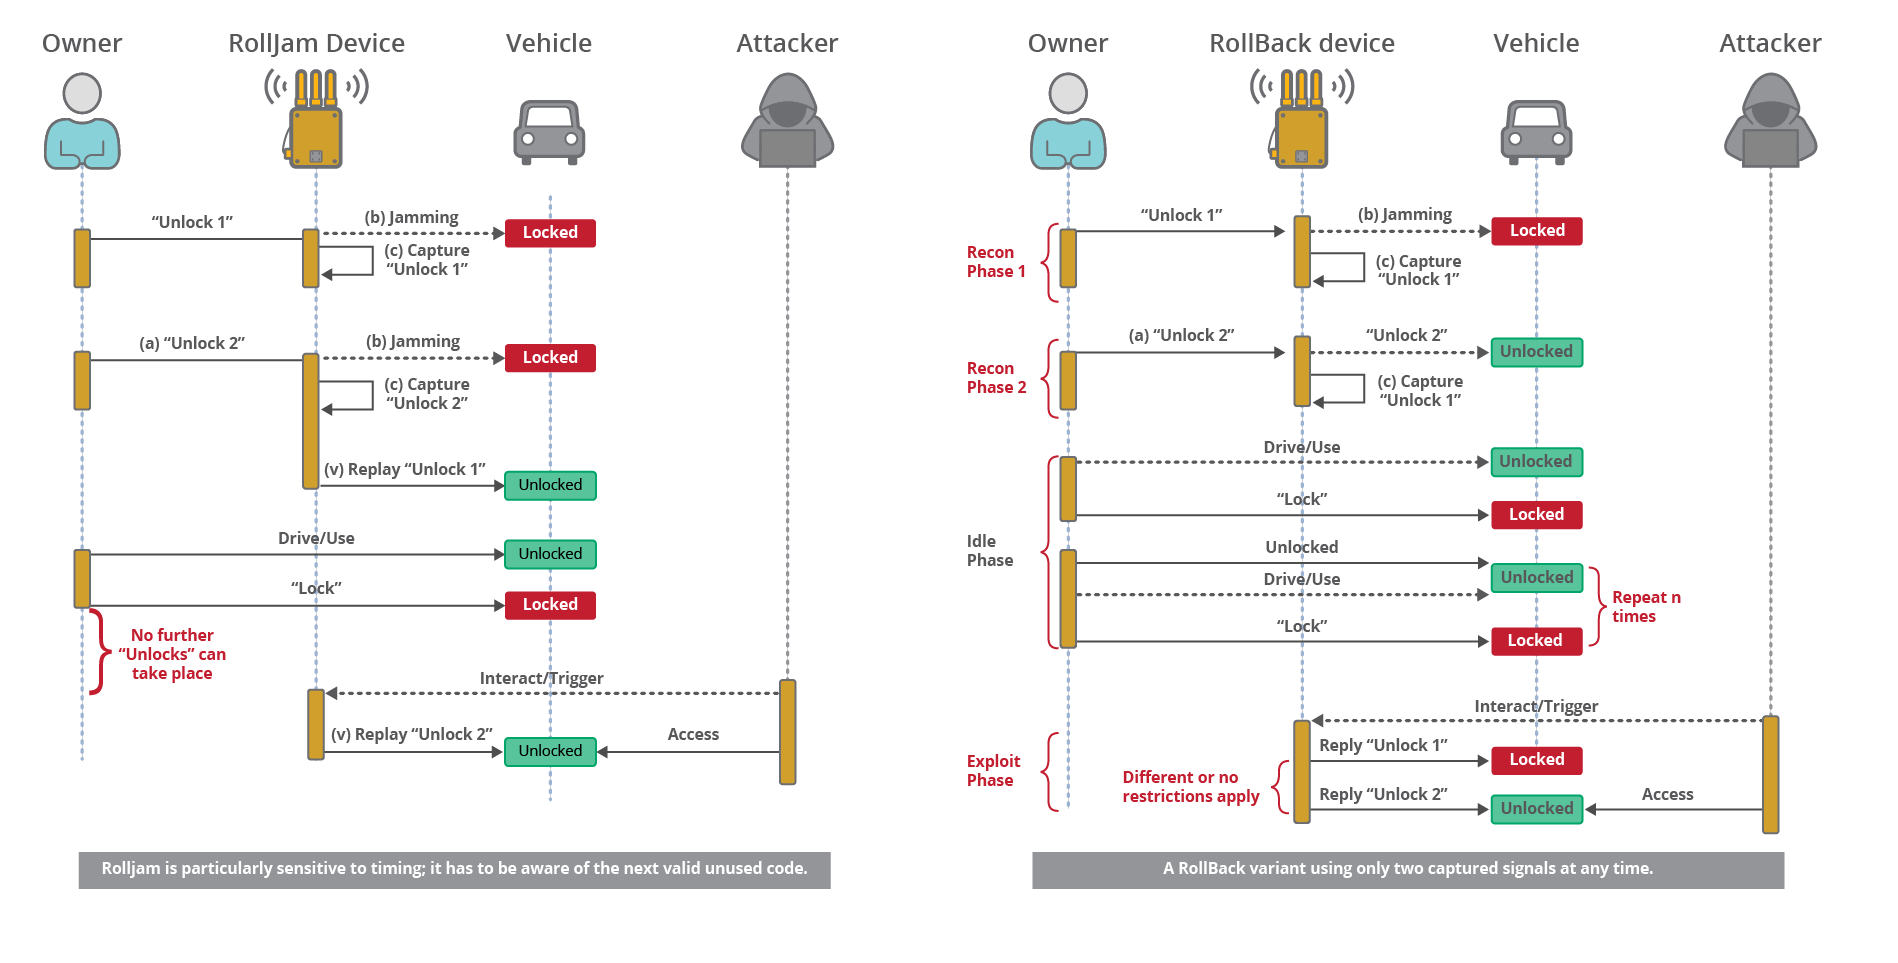 Owner
RollJam Device
Vehicle
Attacker
“Unlock 1”
(b) Jamming
Locked
(c) Capture
“Unlock 1”
(a) “Unlock 2”
(b) Jamming
Locked
(c) Capture
“Unlock 2”
(v) Replay “Unlock 1”
Unlocked
Drive/Use
Unlocked
“Lock”
Locked
No further
“Unlocks” can
take place
Interact/Trigger
(v) Replay “Unlock 2”
Unlocked
Access
Rolljam is particularly sensitive to timing; it has to be aware of the next valid unused code.
Owner
RollBack device
Vehicle
Attacker
Recon
Phase 1
“Unlock 1”
(b) Jamming
Locked
(c) Capture
“Unlock 1”
Recon
Phase 2
(a) “Unlock 2”
“Unlock 2”
Unlocked
(c) Capture
“Unlock 1”
Idle
Phase
Drive/Use
Unlocked
“Lock”
Locked
Unlocked
Drive/Use
Unlocked
Repeat n
times
“Lock”
Locked
Interact/Trigger
Exploit
Phase
Different or no
restrictions apply
Reply “Unlock 1”
Locked
Reply “Unlock 2”
Unlocked
Access
A RollBack variant using only two captured signals at any time.